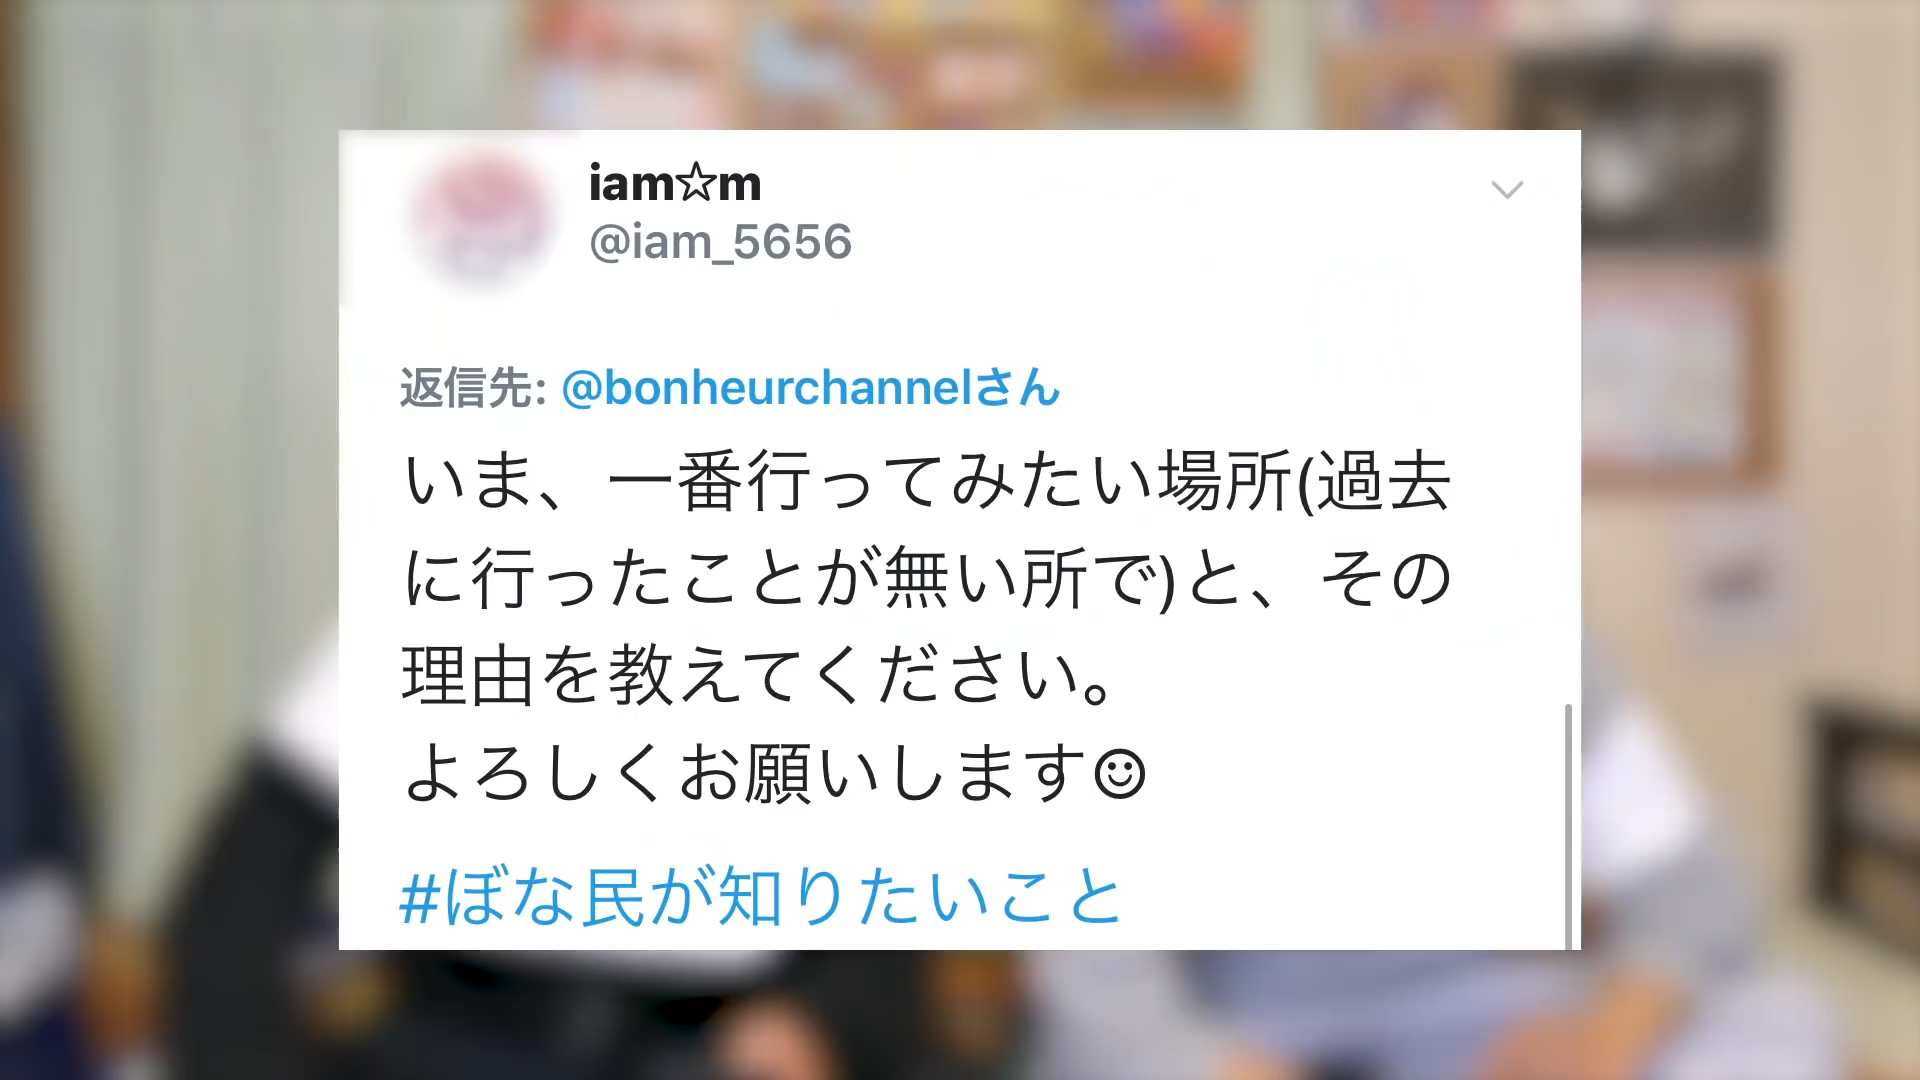 iam☆m
@iam_5656
返信先: @bonheurchannelさん
いま、一番行ってみたい場所(過去
に行ったことが無い所で)と、その
理由を教えてください。
よろしくお願いします☺
#ぼな民が知りたいこと